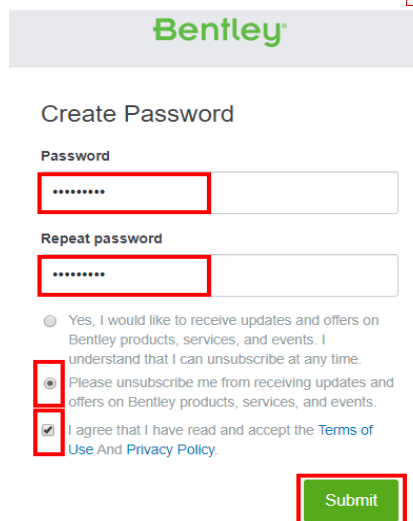 Bentley®
Create Password
Password
•••••••••
Repeat password
•••••••••
Yes, I would like to receive updates and offers on
Bentley products, services, and events. I
understand that I can unsubscribe at any time.
Please unsubscribe me from receiving updates and
offers on Bentley products, services, and events.
I agree that I have read and accept the Terms of
Use And Privacy Policy.
Submit